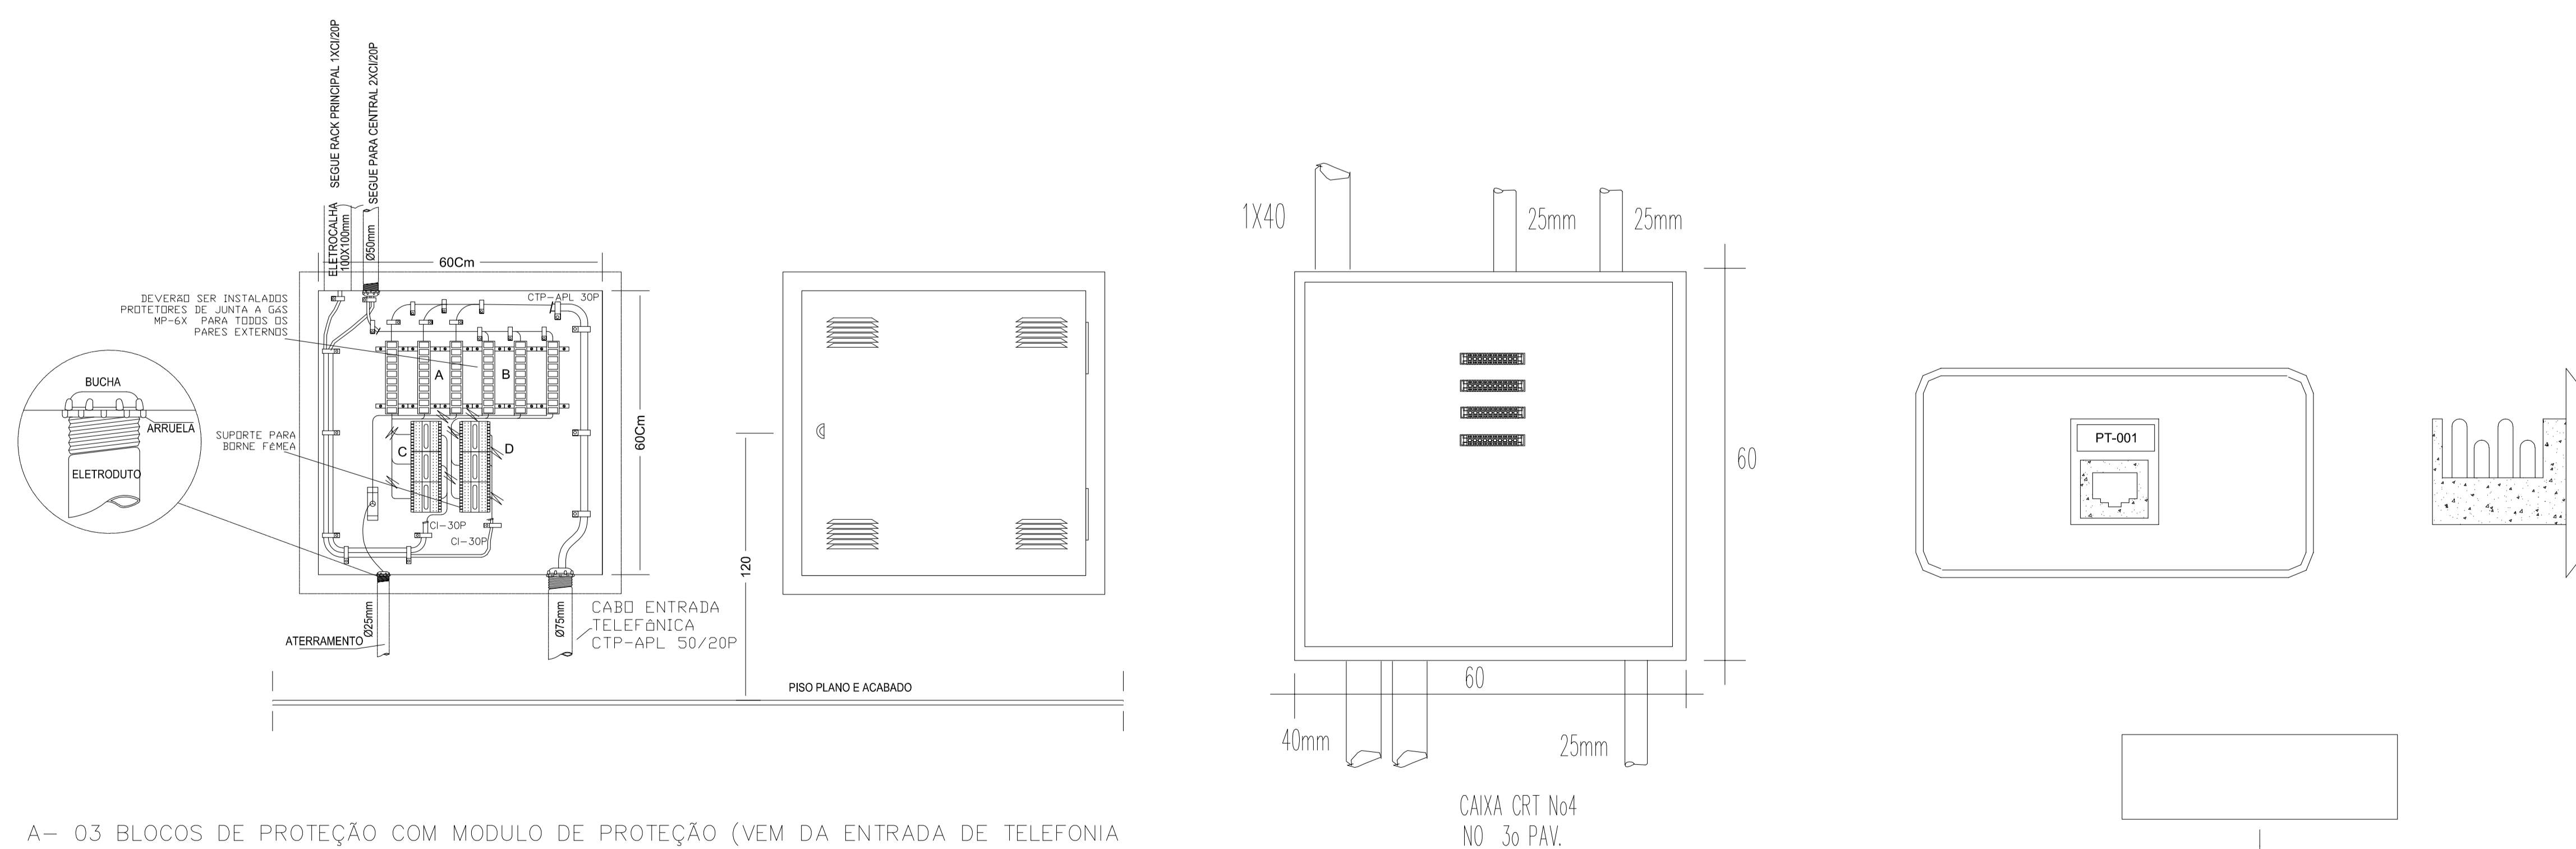 SEGUE RACK PRINCIPAL 1XCI/20P
SEGUE PARA CENTRAL 2XCI/20P
ELETROCALHA
100X100mm
Ø50mm
60Cm
DEVERÃO SER INSTALADOS
PROTETORES DE JUNTA A GÁS
MP-6X PARA TODOS OS
PARES EXTERNOS
CTP-APL 30P
A
B
BUCHA
ARRUELA
ELETRODUTO
SUPORTE PARA
BORNE FÊMEA
C
D
60Cm
CI-30P
CI-30P
120
Ø25mm
ATERRAMENTO
Ø75mm
CABO ENTRADA
TELEFÔNICA
CTP-APL 50/20P
PISO PLANO E ACABADO
A- 03 BLOCOS DE PROTEÇÃO COM MODULO DE PROTEÇÃO (VEM DA ENTRADA DE TELEFONIA
1X40
25mm
25mm
60
60
40mm
25mm
CAIXA CRT No4
NO 3o PAV.
PT-001